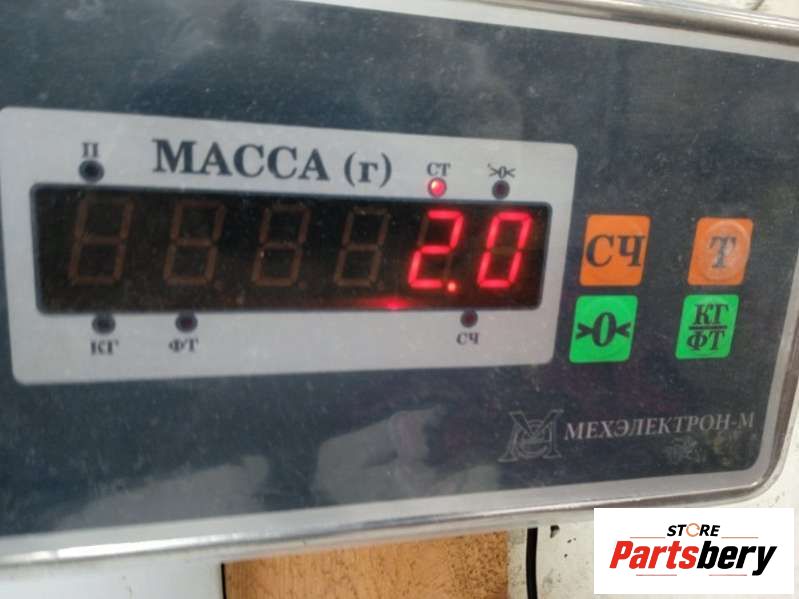 П МАССА (г) СТ >0<
2.0
КГ ФТ СЧ
СЧ Т
>0< КГ/ФТ
МЕХЭЛЕКТРОН-М
STORE
Partsbery